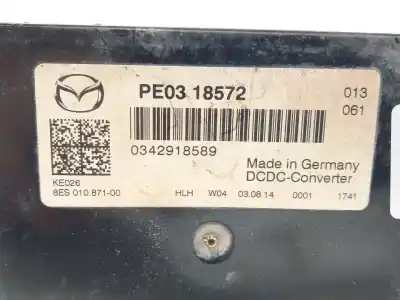 PE03 18572
013
061
0342918589
Made in Germany
DCDC-Converter
KE026
8ES 010.871-00
HLH W04 03.08.14 0001 1741